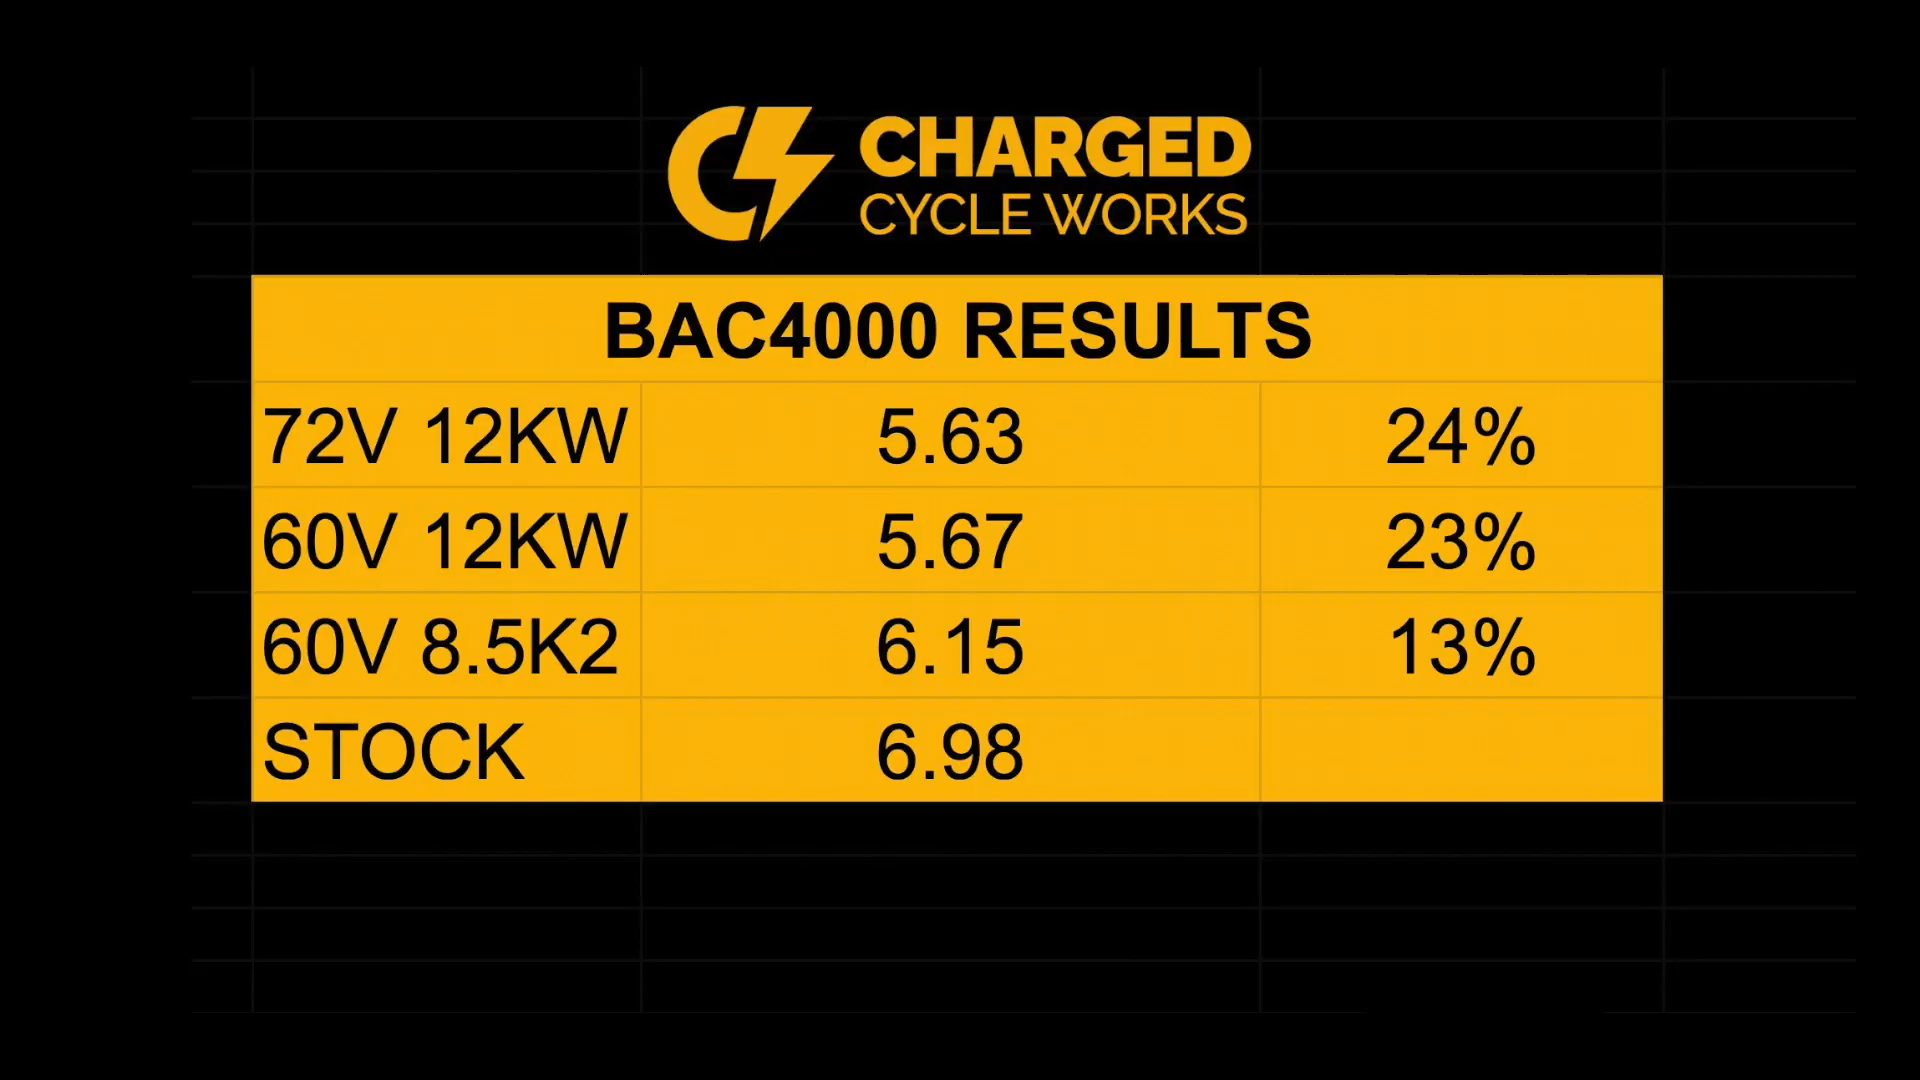 CHARGED
CYCLE WORKS
BAC4000 RESULTS
72V 12KW 5.63 24%
60V 12KW 5.67 23%
60V 8.5K2 6.15 13%
STOCK 6.98